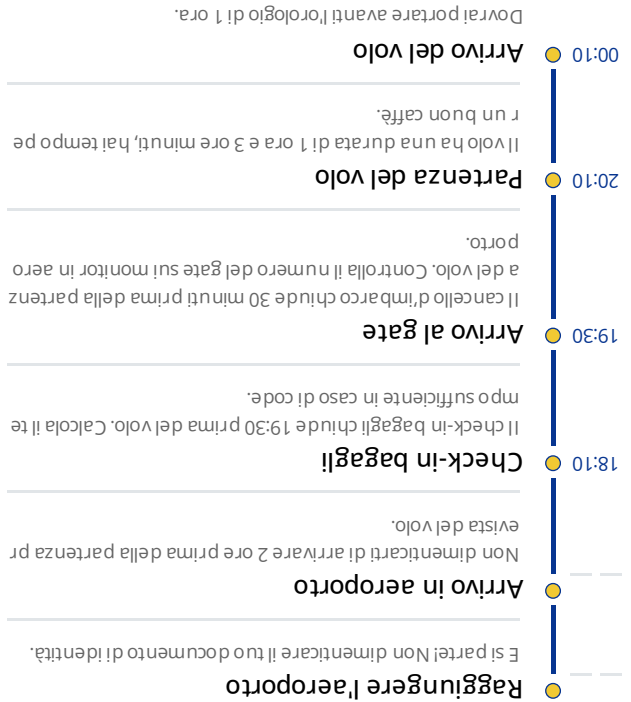 Raggiungere l'aeroporto
E si parte! Non dimenticare il tuo documento di identità.
Arrivo in aeroporto
Non dimenticarti di arrivare 2 ore prima della partenza pr
evista del volo.
18:10 Check-in bagagli
Il check-in bagagli chiude 19:30 prima del volo. Calcola il te
mpo sufficiente in caso di code.
19:30 Arrivo al gate
Il cancello d'imbarco chiude 30 minuti prima della partenz
a del volo. Controlla il numero del gate sui monitor in aero
porto.
20:10 Partenza del volo
Il volo ha una durata di 1 ora e 3 ore minuti, hai tempo pe
r un buon caffè.
00:10 Arrivo del volo
Dovrai portare avanti l'orologio di 1 ora.